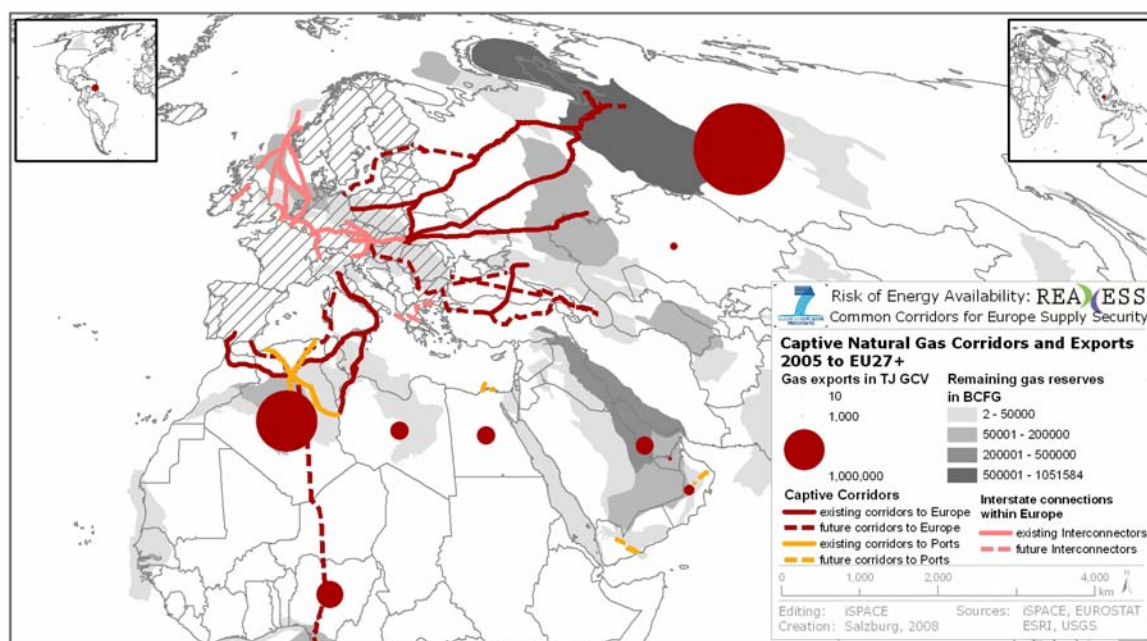 7
Risk of Energy Availability: REACCESS
Common Corridors for Europe Supply Security
Captive Natural Gas Corridors and Exports
2005 to EU27+
Gas exports in TJ GCV
10
1,000
1,000,000
Remaining gas reserves
in BCFG
2 - 50000
50001 - 200000
200001 - 500000
500001 - 1051584
Captive Corridors
existing corridors to Europe
future corridors to Europe
existing corridors to Ports
future corridors to Ports
Interstate connections
within Europe
existing Interconnectors
future Interconnectors
0 1,000 2,000 4,000
km
N
Editing: iSPACE
Creation: Salzburg, 2008
Sources: iSPACE, EUROSTAT
ESRI, USGS